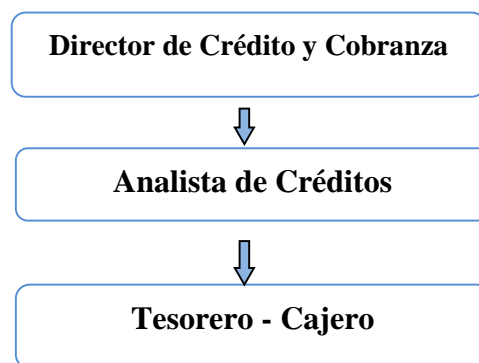 Director de Crédito y Cobranza
Analista de Créditos
Tesorero - Cajero